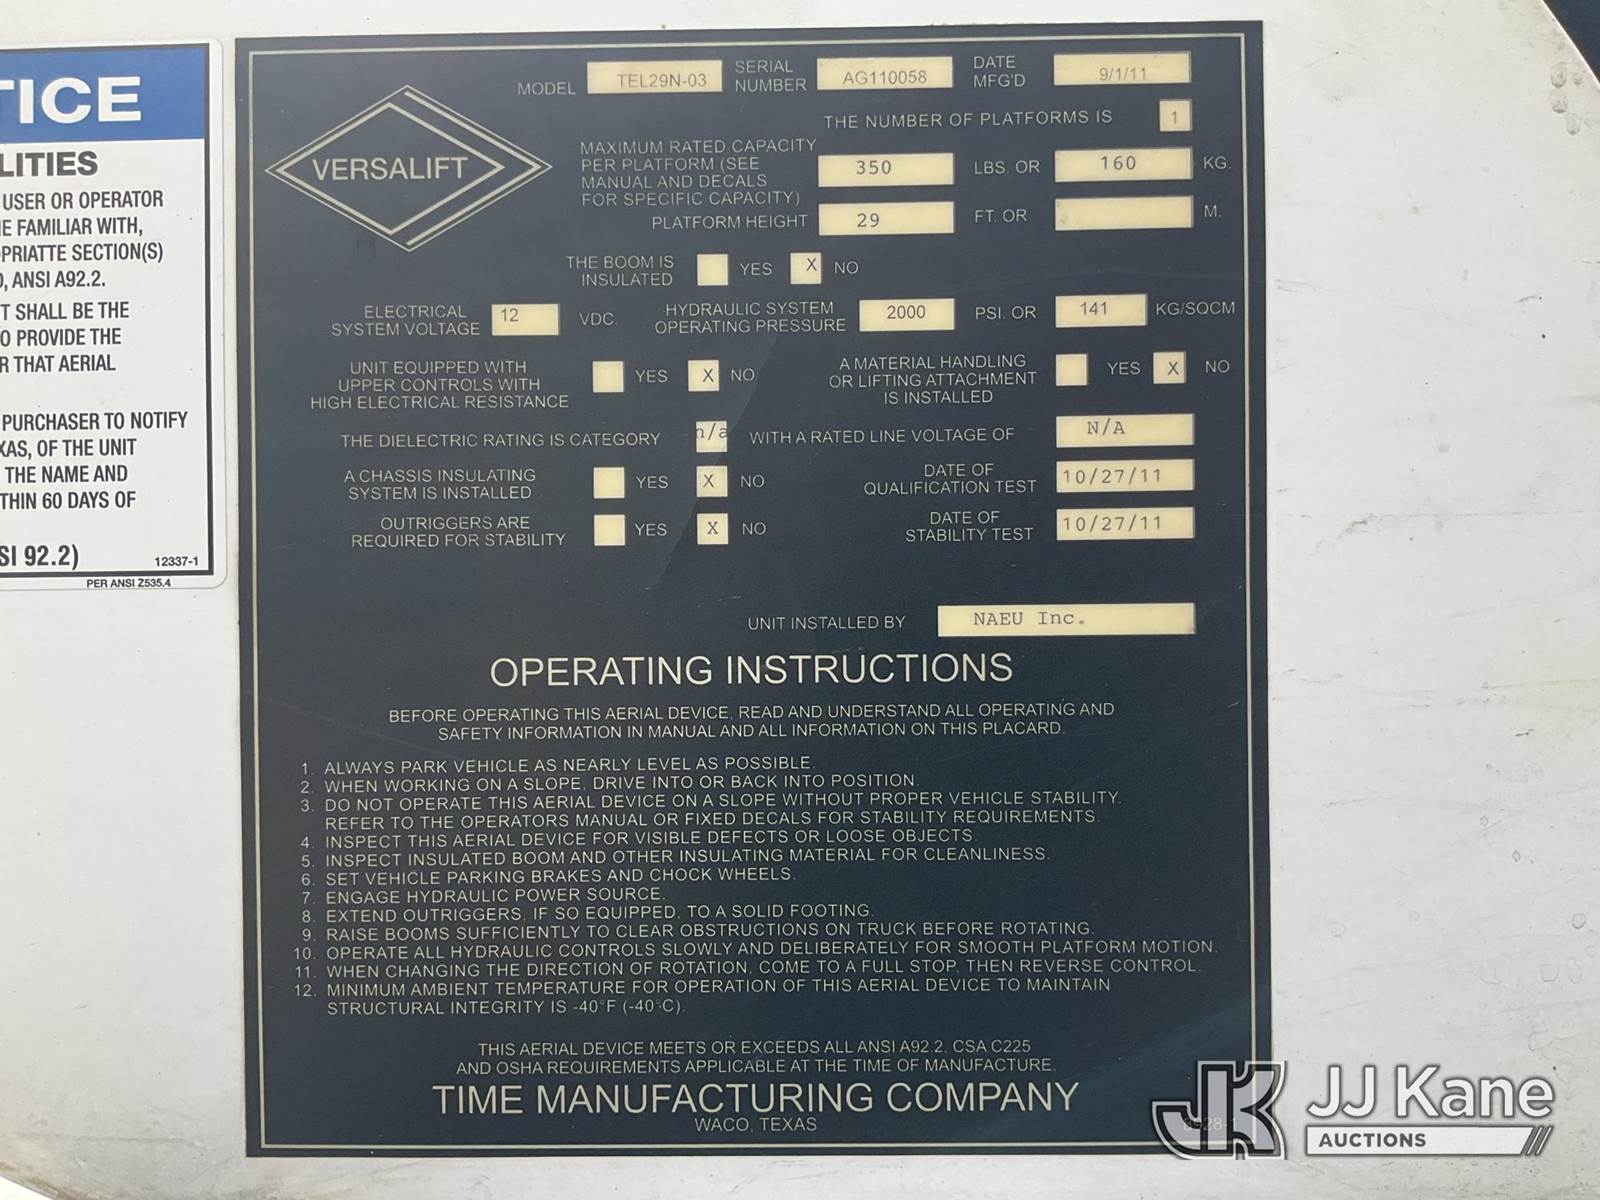 TICE
LITIES
USER OR OPERATOR
E FAMILIAR WITH,
PRIATTE SECTION(S)
, ANSI A92.2.
T SHALL BE THE
O PROVIDE THE
R THAT AERIAL
PURCHASER TO NOTIFY
XAS, OF THE UNIT
THE NAME AND
THIN 60 DAYS OF
SI 92.2)
12337-1
PER ANSI Z535.4
VERSALIFT
MODEL TEL29N-03 SERIAL NUMBER AG110058 DATE MFG'D 9/1/11
THE NUMBER OF PLATFORMS IS 1
MAXIMUM RATED CAPACITY
PER PLATFORM (SEE
MANUAL AND DECALS
FOR SPECIFIC CAPACITY)
350 LBS. OR 160 KG.
PLATFORM HEIGHT 29 FT. OR M.
THE BOOM IS
INSULATED
YES X NO
ELECTRICAL
SYSTEM VOLTAGE
12 VDC.
HYDRAULIC SYSTEM
OPERATING PRESSURE
2000 PSI. OR 141 KG/SQCM
UNIT EQUIPPED WITH
UPPER CONTROLS WITH
HIGH ELECTRICAL RESISTANCE
YES X NO
A MATERIAL HANDLING
OR LIFTING ATTACHMENT
IS INSTALLED
YES X NO
THE DIELECTRIC RATING IS CATEGORY n/a WITH A RATED LINE VOLTAGE OF N/A
A CHASSIS INSULATING
SYSTEM IS INSTALLED
YES X NO
DATE OF
QUALIFICATION TEST
10/27/11
OUTRIGGERS ARE
REQUIRED FOR STABILITY
YES X NO
DATE OF
STABILITY TEST
10/27/11
UNIT INSTALLED BY NAEU Inc.
OPERATING INSTRUCTIONS
BEFORE OPERATING THIS AERIAL DEVICE, READ AND UNDERSTAND ALL OPERATING AND
SAFETY INFORMATION IN MANUAL AND ALL INFORMATION ON THIS PLACARD.
1. ALWAYS PARK VEHICLE AS NEARLY LEVEL AS POSSIBLE.
2. WHEN WORKING ON A SLOPE, DRIVE INTO OR BACK INTO POSITION.
3. DO NOT OPERATE THIS AERIAL DEVICE ON A SLOPE WITHOUT PROPER VEHICLE STABILITY.
REFER TO THE OPERATORS MANUAL OR FIXED DECALS FOR STABILITY REQUIREMENTS.
4. INSPECT THIS AERIAL DEVICE FOR VISIBLE DEFECTS OR LOOSE OBJECTS.
5. INSPECT INSULATED BOOM AND OTHER INSULATING MATERIAL FOR CLEANLINESS.
6. SET VEHICLE PARKING BRAKES AND CHOCK WHEELS.
7. ENGAGE HYDRAULIC POWER SOURCE.
8. EXTEND OUTRIGGERS, IF SO EQUIPPED, TO A SOLID FOOTING.
9. RAISE BOOMS SUFFICIENTLY TO CLEAR OBSTRUCTIONS ON TRUCK BEFORE ROTATING.
10. OPERATE ALL HYDRAULIC CONTROLS SLOWLY AND DELIBERATELY FOR SMOOTH PLATFORM MOTION.
11. WHEN CHANGING THE DIRECTION OF ROTATION, COME TO A FULL STOP, THEN REVERSE CONTROL.
12. MINIMUM AMBIENT TEMPERATURE FOR OPERATION OF THIS AERIAL DEVICE TO MAINTAIN
STRUCTURAL INTEGRITY IS -40°F (-40°C).
THIS AERIAL DEVICE MEETS OR EXCEEDS ALL ANSI A92.2, CSA C225
AND OSHA REQUIREMENTS APPLICABLE AT THE TIME OF MANUFACTURE.
TIME MANUFACTURING COMPANY
WACO, TEXAS
JK JJ Kane
AUCTIONS